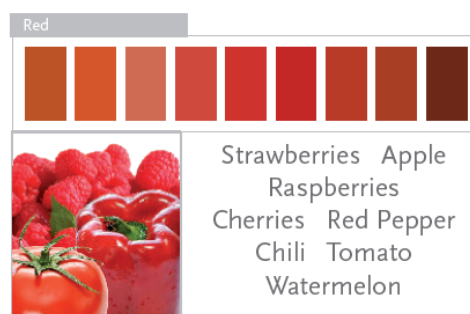 Red
Strawberries Apple
Raspberries
Cherries Red Pepper
Chili Tomato
Watermelon